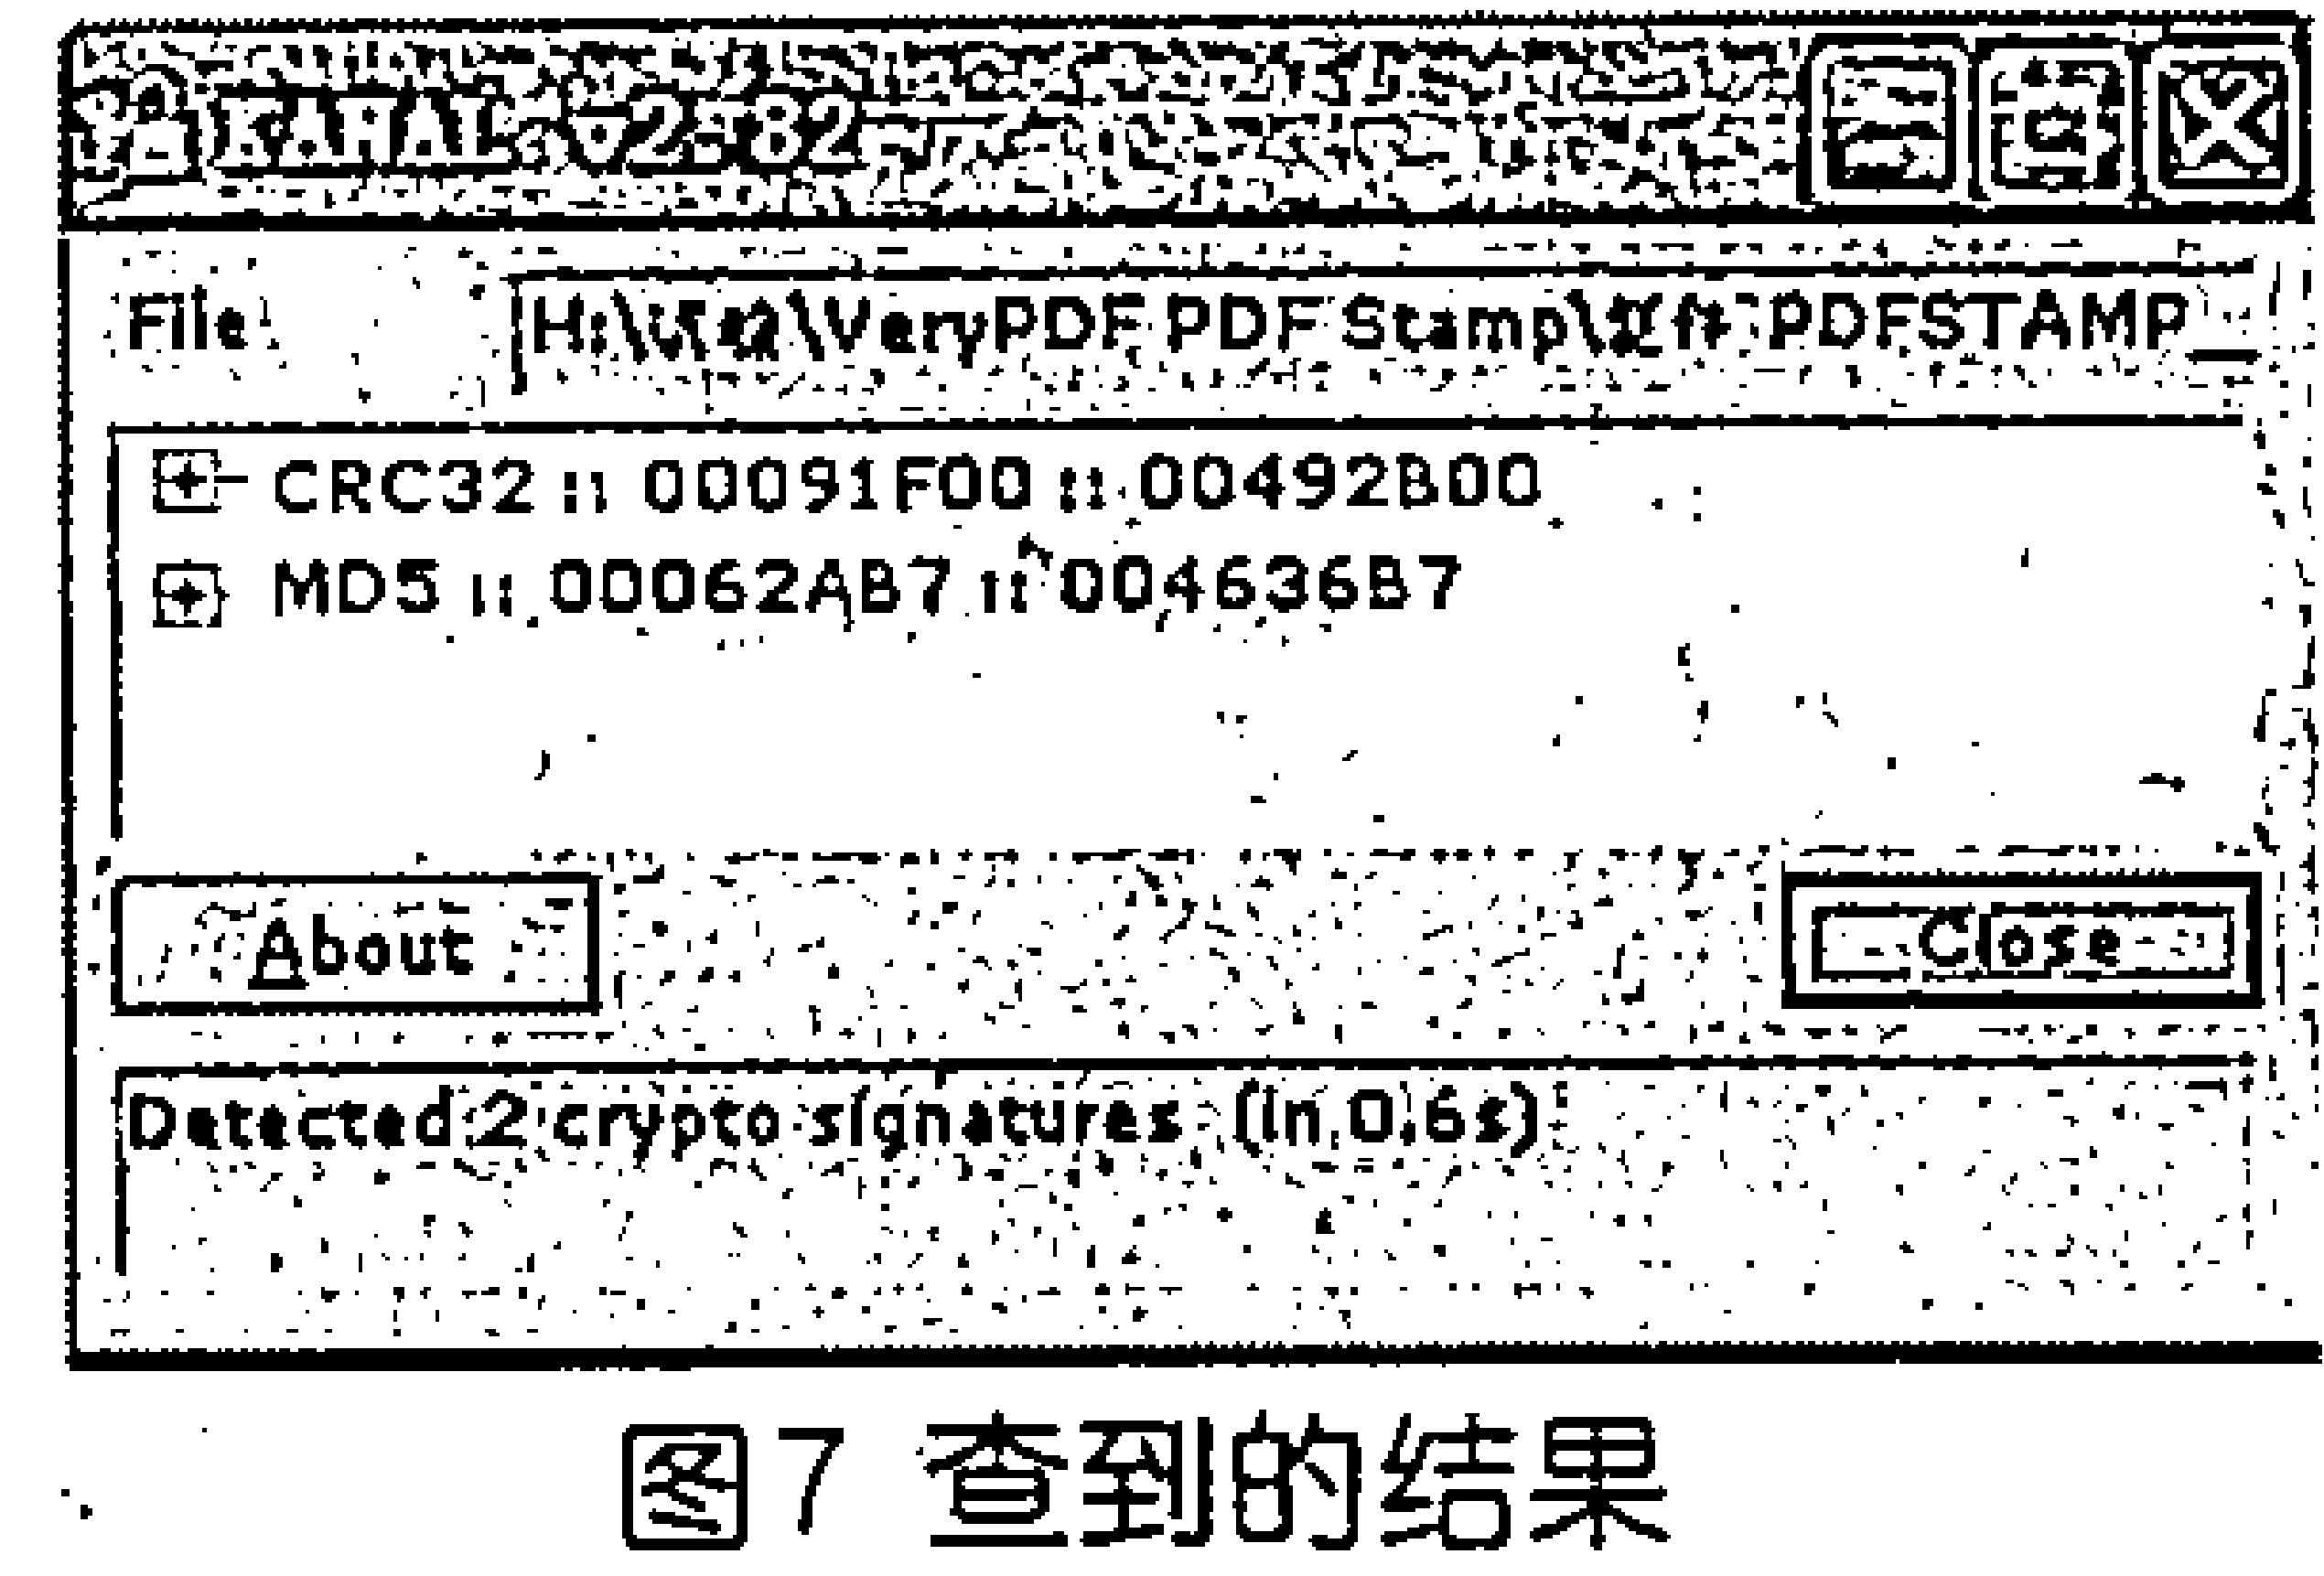 KANAL v2.82
File
VeryPDF PDF Stamp PDFSTAMP_
CRC32 :: 00091F00 :: 00492B00
MD5 :: 00062AB7 :: 004636B7
About
Close
Detected 2 crypto signatures (in 0.6s)
图7 查到的结果